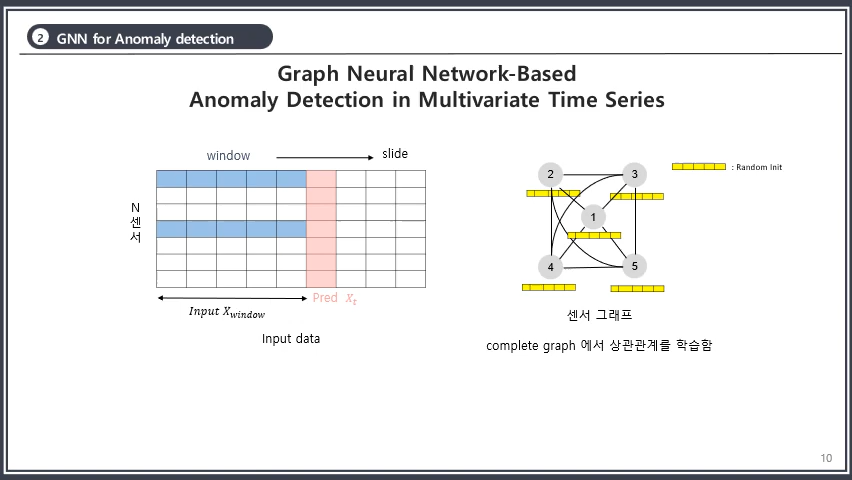 2 GNN for Anomaly detection
Graph Neural Network-Based
Anomaly Detection in Multivariate Time Series
window
slide
N
센
서
Input X_window
Pred X_t
Input data
: Random Init
2
3
1
4
5
센서 그래프
complete graph 에서 상관관계를 학습함
10